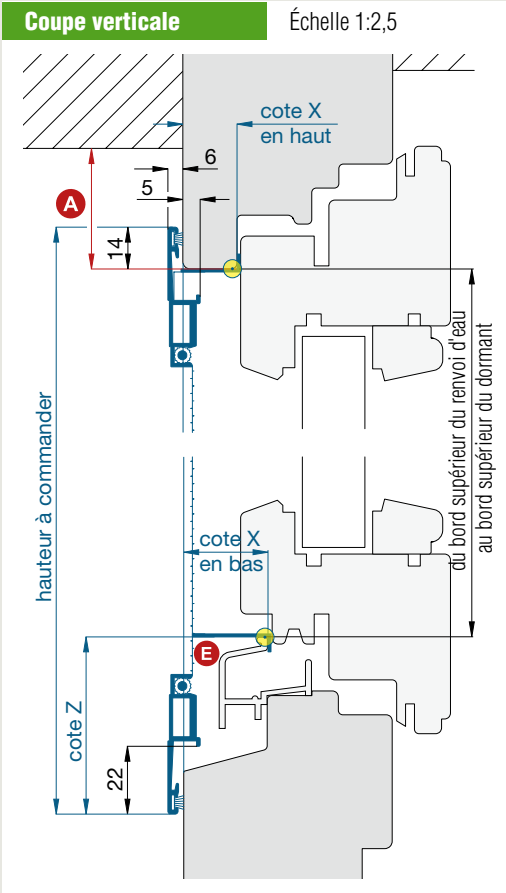 Coupe verticale
Échelle 1:2,5
cote X
en haut
6
5
A
14
hauteur à commander
du bord supérieur du renvoi d'eau
au bord supérieur du dormant
cote X
en bas
E
cote Z
22